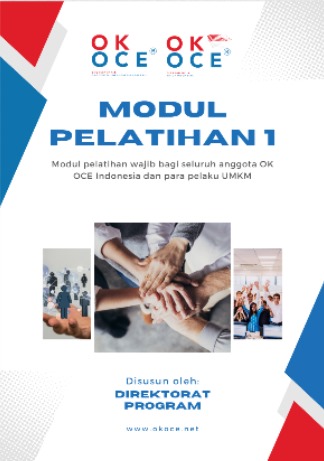 OK OCE®
OK OCE®
MODUL
PELATIHAN 1
Modul pelatihan wajib bagi seluruh anggota OK
OCE Indonesia dan para pelaku UMKM
Disusun oleh:
DIREKTORAT
PROGRAM
www.okoce.net